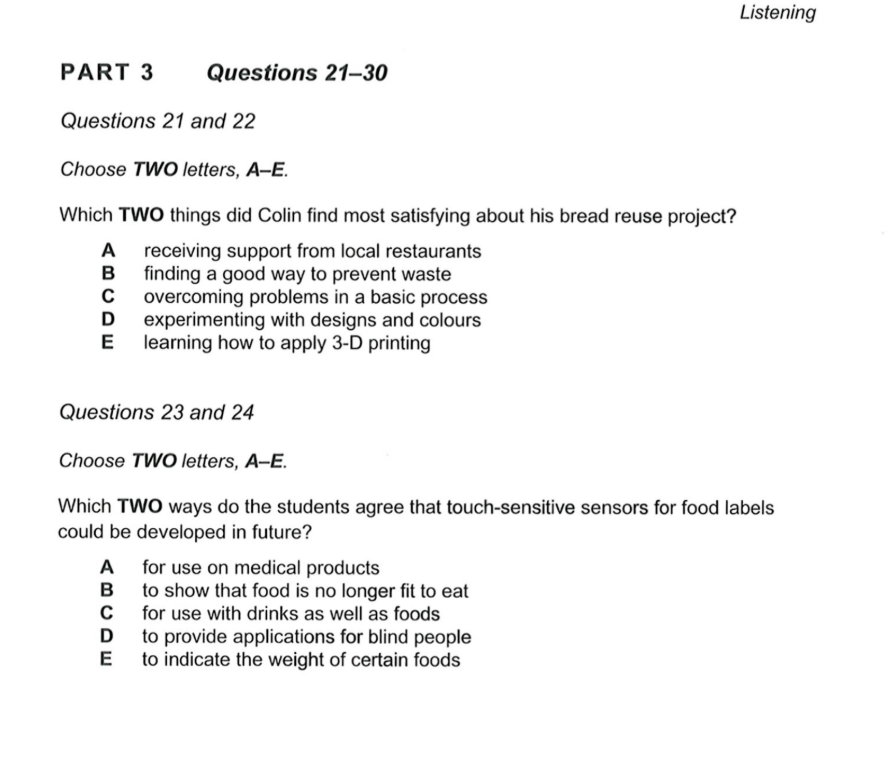 Listening
PART 3 Questions 21–30
Questions 21 and 22
Choose TWO letters, A–E.
Which TWO things did Colin find most satisfying about his bread reuse project?
A receiving support from local restaurants
B finding a good way to prevent waste
C overcoming problems in a basic process
D experimenting with designs and colours
E learning how to apply 3-D printing
Questions 23 and 24
Choose TWO letters, A–E.
Which TWO ways do the students agree that touch-sensitive sensors for food labels
could be developed in future?
A for use on medical products
B to show that food is no longer fit to eat
C for use with drinks as well as foods
D to provide applications for blind people
E to indicate the weight of certain foods